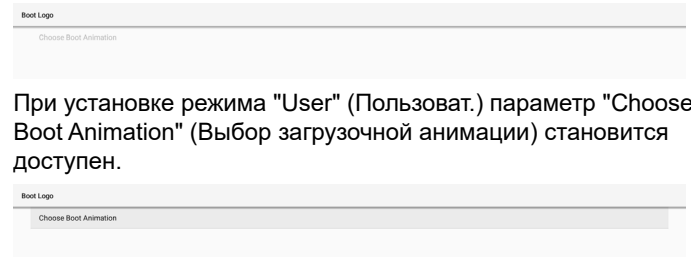 Boot Logo
Choose Boot Animation
При установке режима "User" (Пользоват.) параметр "Choose
Boot Animation" (Выбор загрузочной анимации) становится
доступен.
Boot Logo
Choose Boot Animation